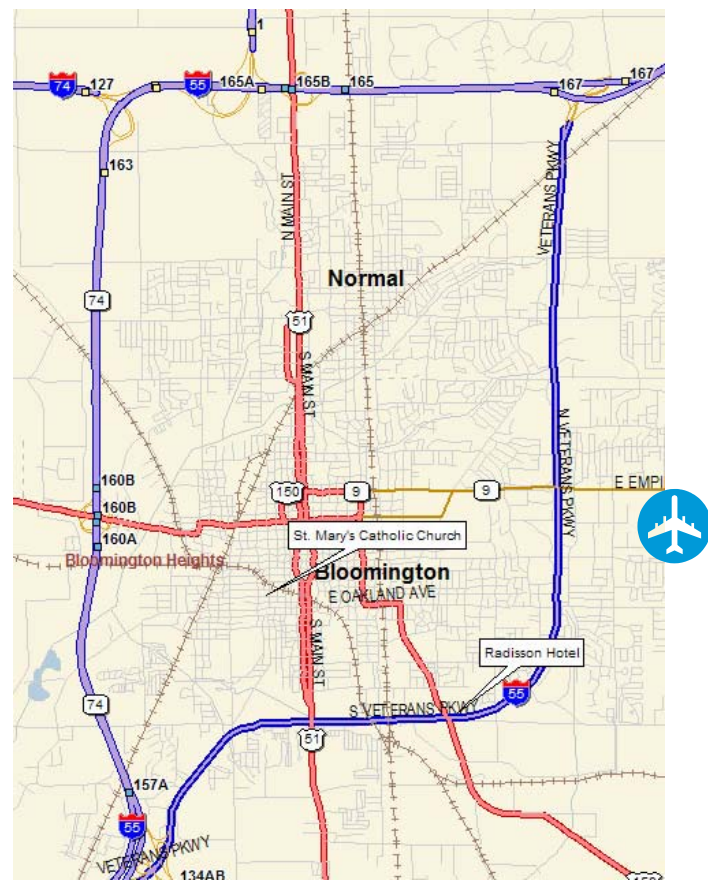 1
74
127
55
165A
165B
165
167
167
163
VETERANS PKWY
N MAIN ST
Normal
74
51
S MAIN ST
N VETERANS PKWY
160B
150
9
9
E EMPI
160B
160A
St. Mary's Catholic Church
Bloomington Heights
Bloomington
E OAKLAND AVE
S MAIN ST
Radisson Hotel
55
S VETERANS PKWY
74
51
157A
55
VETERANS PKWY
134AB
150